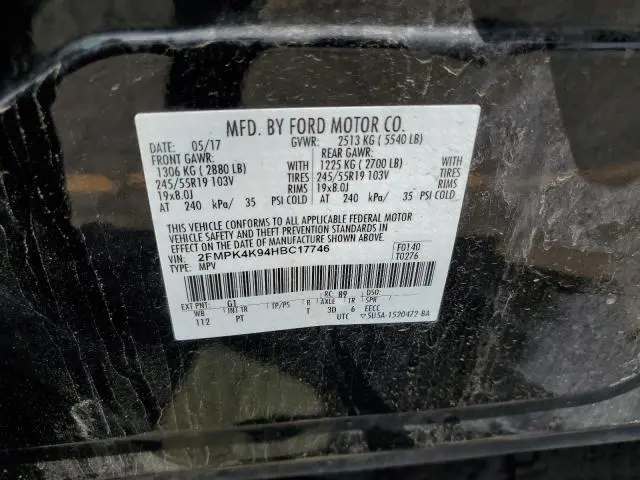 MFD. BY FORD MOTOR CO.
DATE: 05/17 GVWR: 2513 KG ( 5540 LB)
FRONT GAWR: REAR GAWR:
1306 KG ( 2880 LB) WITH 1225 KG ( 2700 LB) WITH
245/55R19 103V TIRES 245/55R19 103V TIRES
19x8.0J RIMS 19x8.0J RIMS
AT 240 kPa/ 35 PSI COLD AT 240 kPa/ 35 PSI COLD
THIS VEHICLE CONFORMS TO ALL APPLICABLE FEDERAL MOTOR
VEHICLE SAFETY AND THEFT PREVENTION STANDARDS IN
EFFECT ON THE DATE OF MANUFACTURE SHOWN ABOVE.
VIN: 2FMPK4K94HBC17746 F0140
TYPE: MPV T0276
EXT PNT: G1 RC: 89 DSO:
WB INT TR TP/PS R AXLE TR SPR
112 PT T 3D 6 EECC
UTC ▽5U5A-1520472-BA